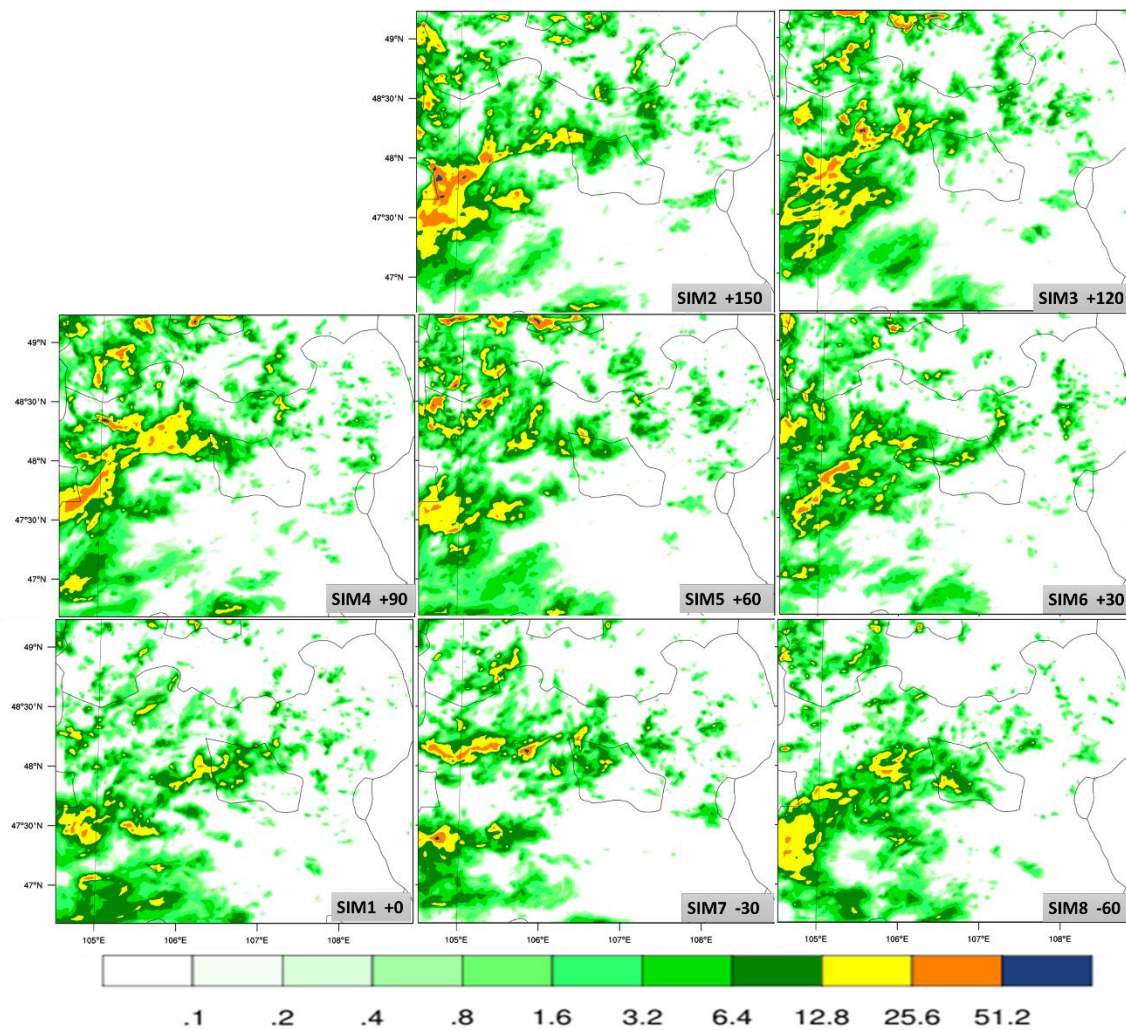 49°N
48°30'N
48°N
47°30'N
47°N
SIM2 +150
SIM3 +120
49°N
48°30'N
48°N
47°30'N
47°N
SIM4 +90
SIM5 +60
SIM6 +30
49°N
48°30'N
48°N
47°30'N
47°N
SIM1 +0
SIM7 -30
SIM8 -60
105°E 106°E 107°E 108°E 105°E 106°E 107°E 108°E 105°E 106°E 107°E 108°E
.1 .2 .4 .8 1.6 3.2 6.4 12.8 25.6 51.2